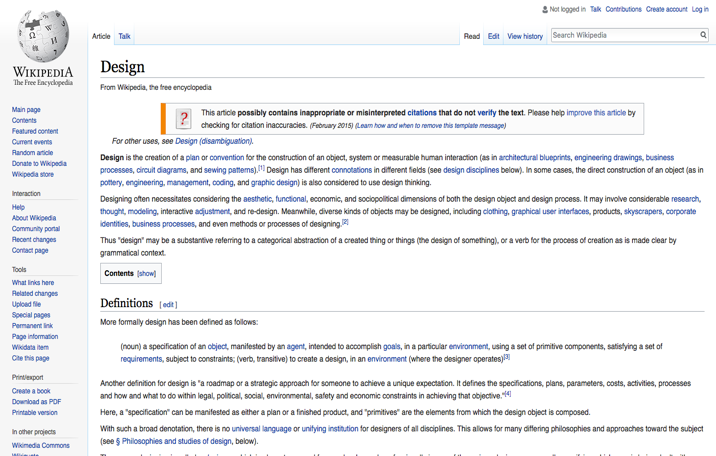 Not logged in Talk Contributions Create account Log in
Article Talk
Read Edit View history
Search Wikipedia
WIKIPEDIA
The Free Encyclopedia
Main page
Contents
Featured content
Current events
Random article
Donate to Wikipedia
Wikipedia store
Interaction
Help
About Wikipedia
Community portal
Recent changes
Contact page
Tools
What links here
Related changes
Upload file
Special pages
Permanent link
Page information
Wikidata item
Cite this page
Print/export
Create a book
Download as PDF
Printable version
In other projects
Wikimedia Commons
Design
From Wikipedia, the free encyclopedia
This article possibly contains inappropriate or misinterpreted citations that do not verify the text. Please help improve this article by
checking for citation inaccuracies. (February 2015) (Learn how and when to remove this template message)
For other uses, see Design (disambiguation).
Design is the creation of a plan or convention for the construction of an object, system or measurable human interaction (as in architectural blueprints, engineering drawings, business
processes, circuit diagrams, and sewing patterns).[1] Design has different connotations in different fields (see design disciplines below). In some cases, the direct construction of an object (as in
pottery, engineering, management, coding, and graphic design) is also considered to use design thinking.
Designing often necessitates considering the aesthetic, functional, economic, and sociopolitical dimensions of both the design object and design process. It may involve considerable research,
thought, modeling, interactive adjustment, and re-design. Meanwhile, diverse kinds of objects may be designed, including clothing, graphical user interfaces, products, skyscrapers, corporate
identities, business processes, and even methods or processes of designing.[2]
Thus "design" may be a substantive referring to a categorical abstraction of a created thing or things (the design of something), or a verb for the process of creation as is made clear by
grammatical context.
Contents [show]
Definitions [ edit ]
More formally design has been defined as follows:
(noun) a specification of an object, manifested by an agent, intended to accomplish goals, in a particular environment, using a set of primitive components, satisfying a set of
requirements, subject to constraints; (verb, transitive) to create a design, in an environment (where the designer operates)[3]
Another definition for design is "a roadmap or a strategic approach for someone to achieve a unique expectation. It defines the specifications, plans, parameters, costs, activities, processes
and how and what to do within legal, political, social, environmental, safety and economic constraints in achieving that objective."[4]
Here, a "specification" can be manifested as either a plan or a finished product, and "primitives" are the elements from which the design object is composed.
With such a broad denotation, there is no universal language or unifying institution for designers of all disciplines. This allows for many differing philosophies and approaches toward the subject
(see § Philosophies and studies of design, below).